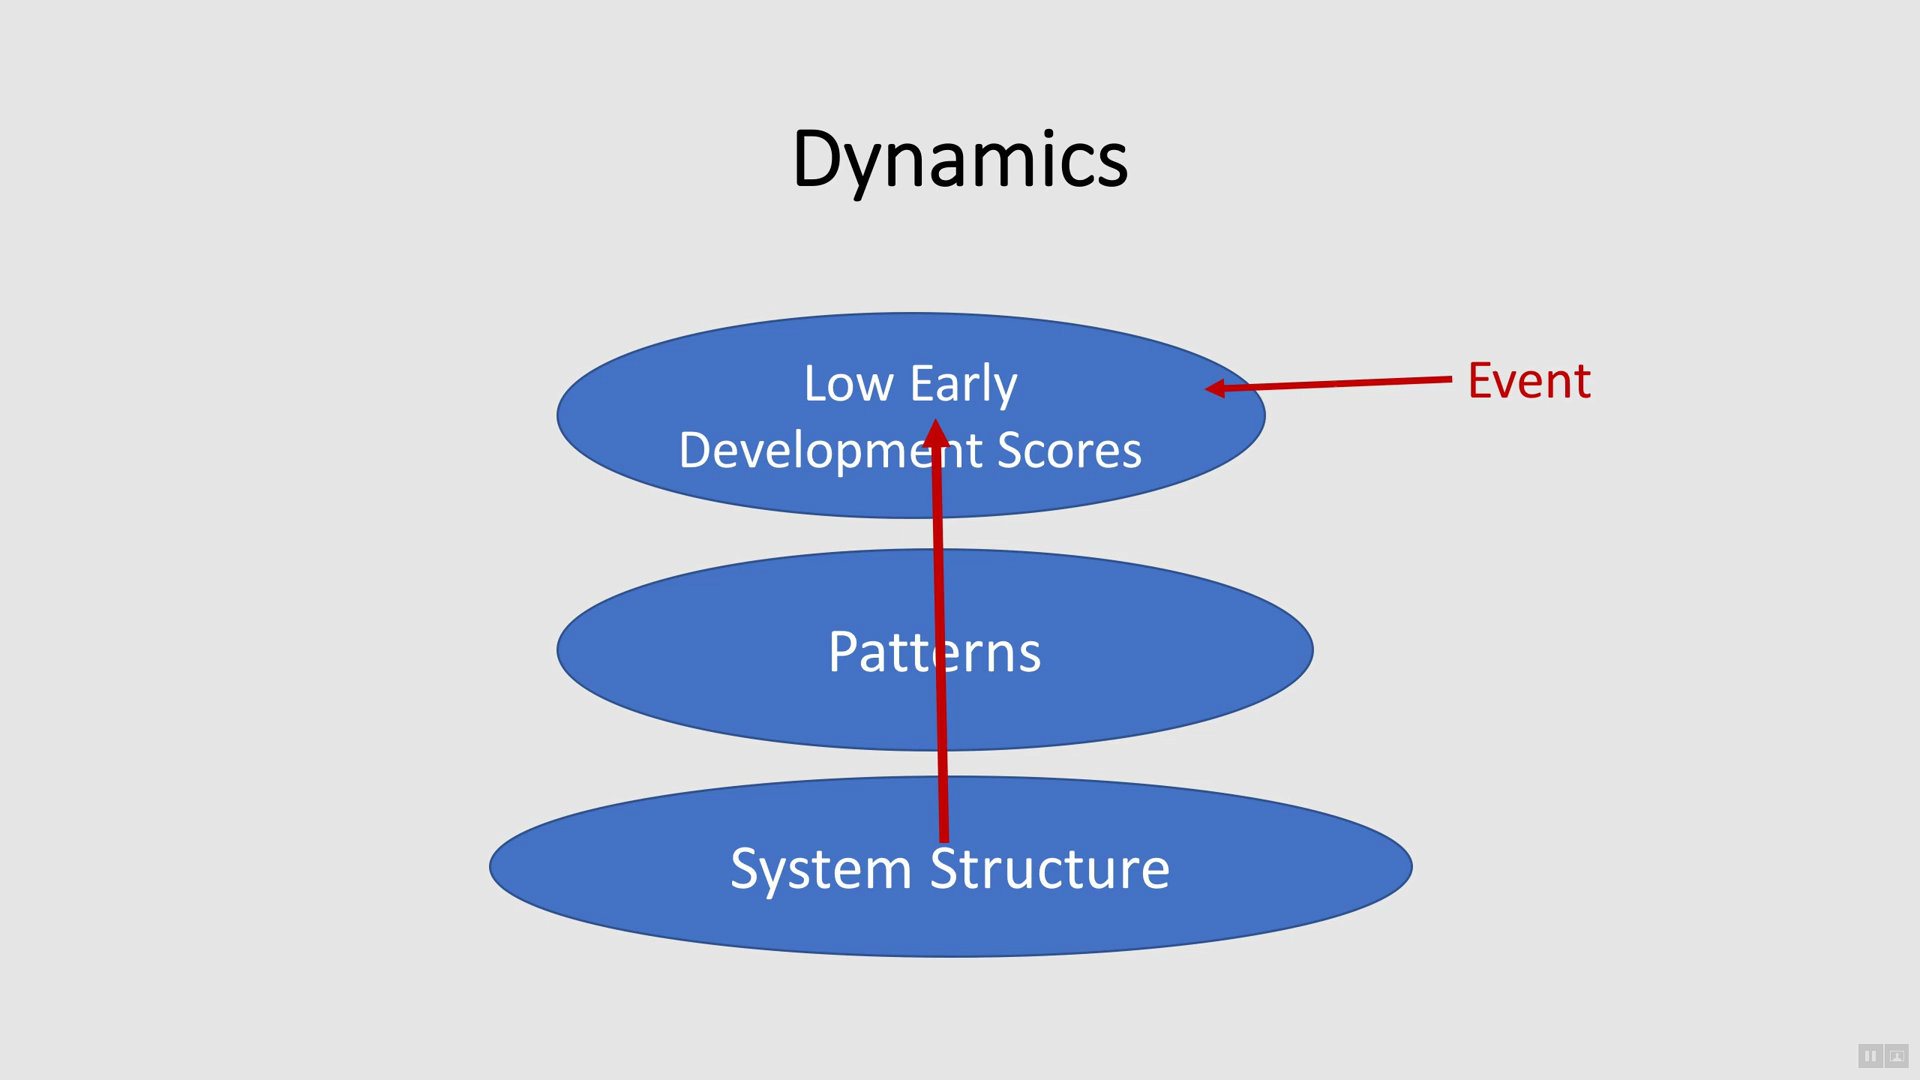 Dynamics
Low Early
Development Scores
Event
Patterns
System Structure